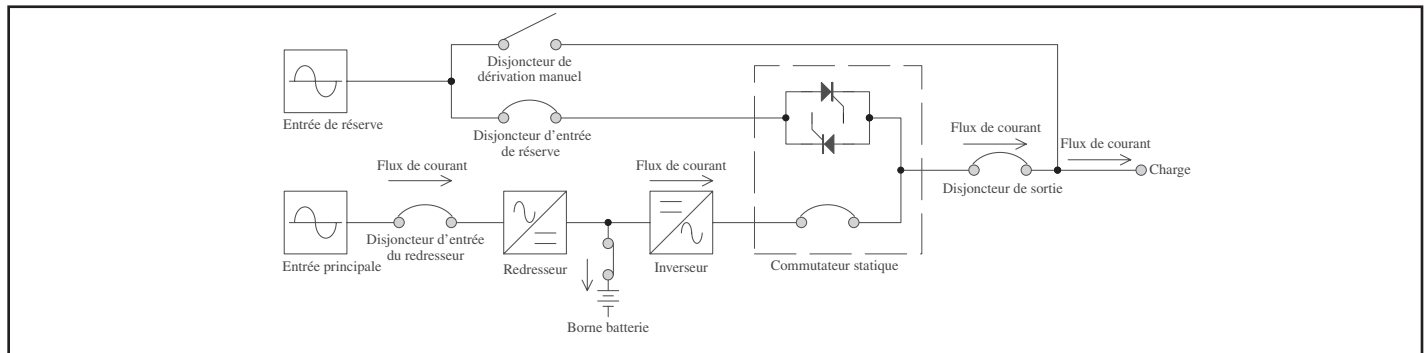 Disjoncteur de
dérivation manuel
Entrée de réserve
Disjoncteur d’entrée
de réserve
Flux de courant
Flux de courant
Flux de courant
Flux de courant
Charge
Disjoncteur de sortie
Disjoncteur d’entrée
du redresseur
Entrée principale
Redresseur
Inverseur
Commutateur statique
Borne batterie